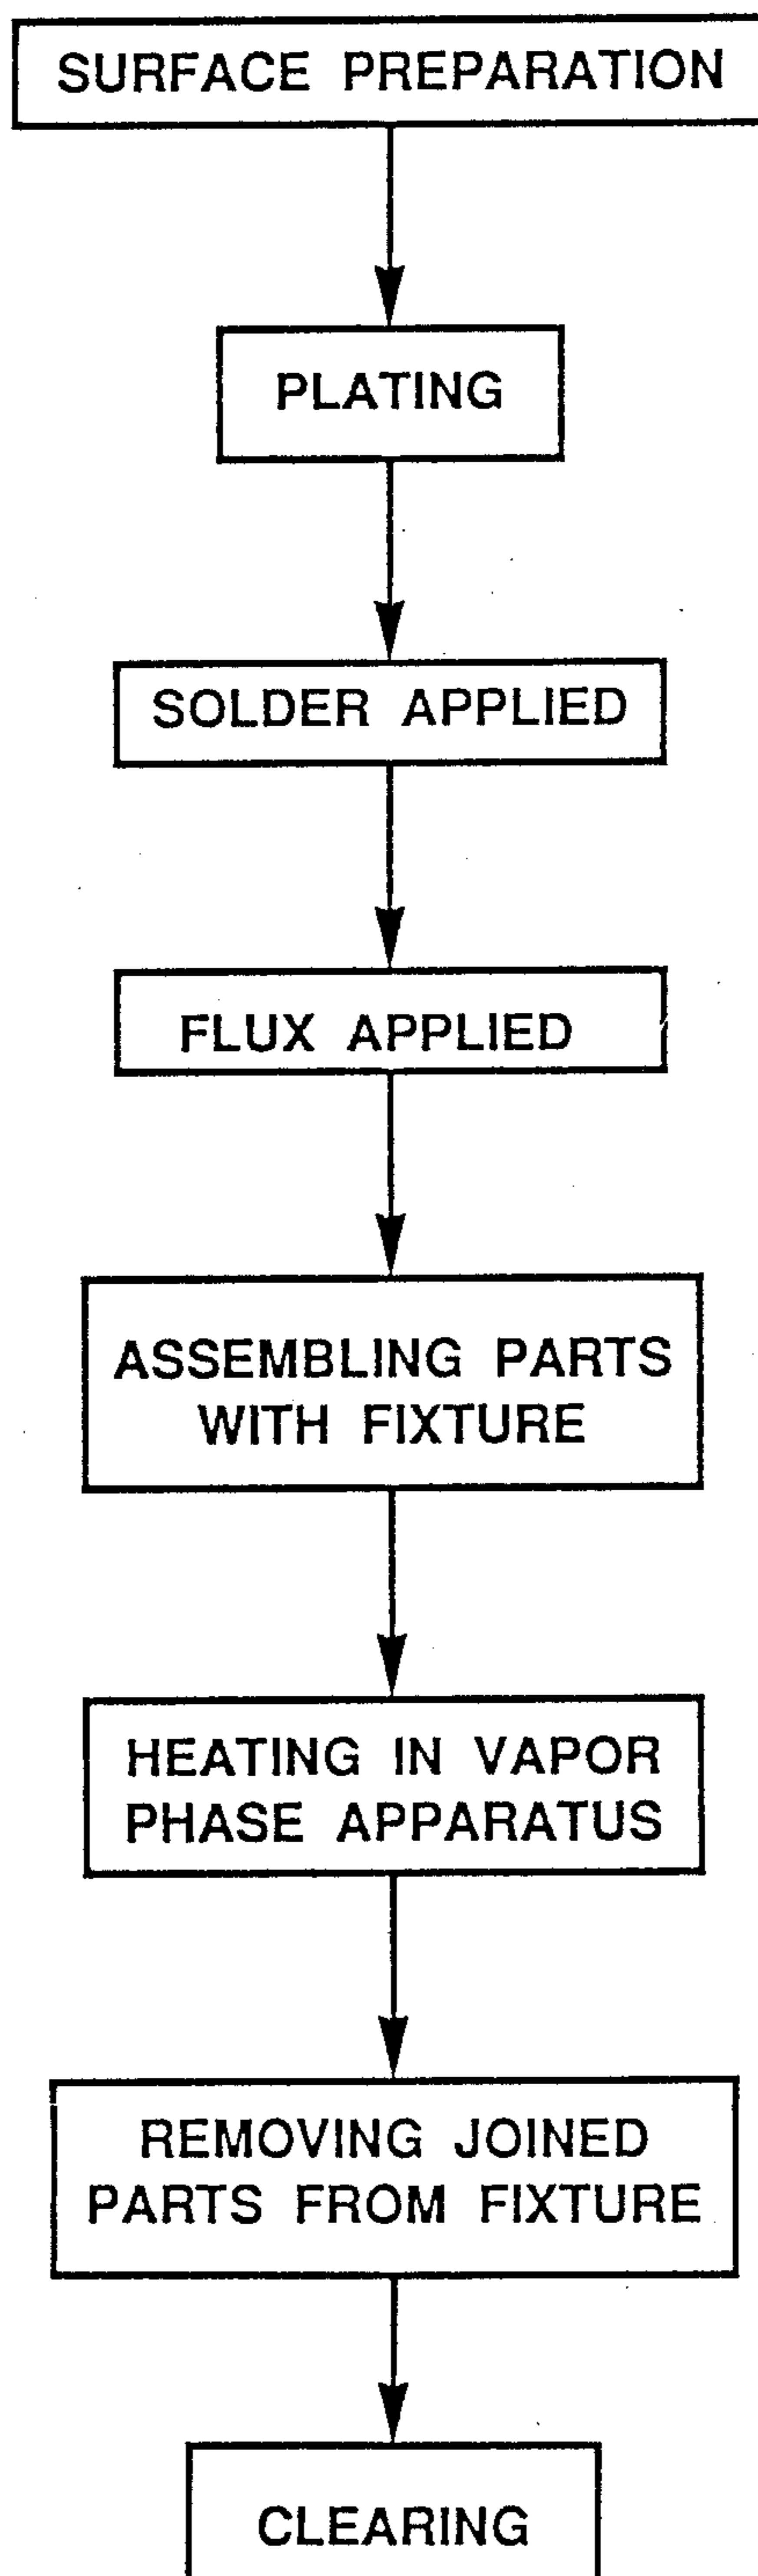 SURFACE PREPARATION
PLATING
SOLDER APPLIED
FLUX APPLIED
ASSEMBLING PARTS
WITH FIXTURE
HEATING IN VAPOR
PHASE APPARATUS
REMOVING JOINED
PARTS FROM FIXTURE
CLEARING